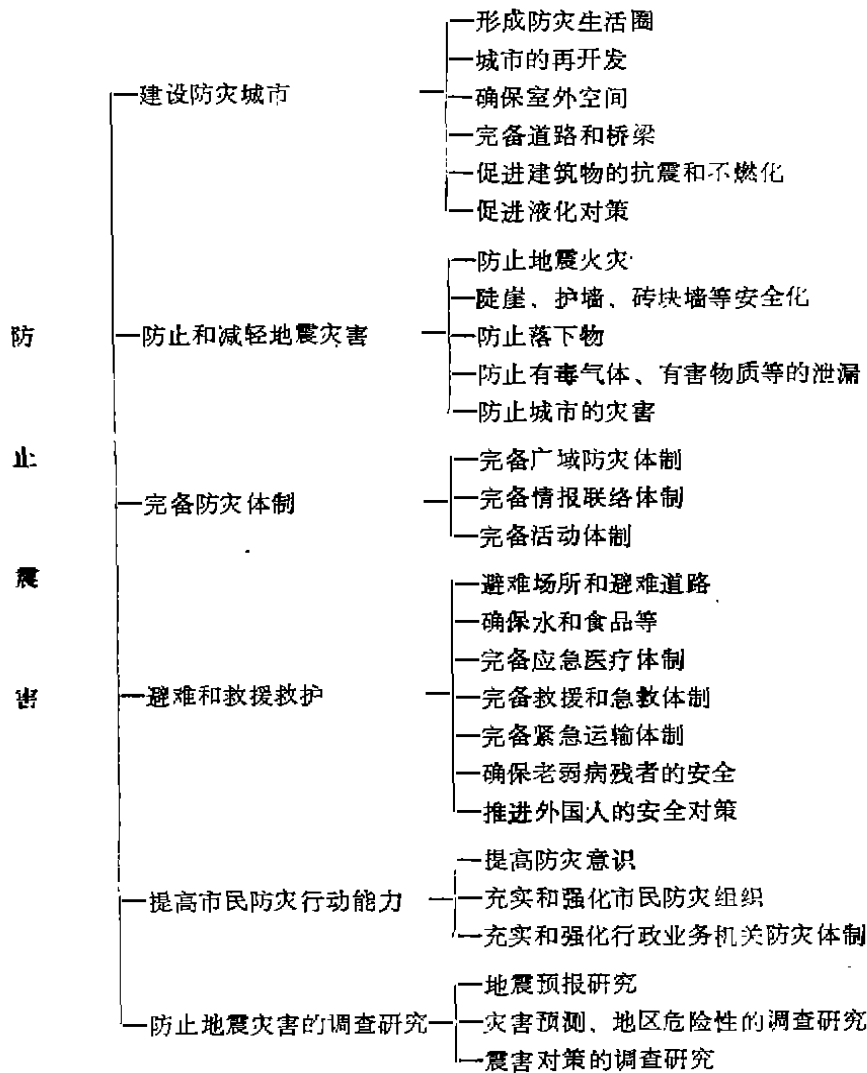 防止震害
建设防灾城市
形成防灾生活圈
城市的再开发
确保室外空间
完备道路和桥梁
促进建筑物的抗震和不燃化
促进液化对策
防止和减轻地震灾害
防止地震火灾
陡崖、护墙、砖块墙等安全化
防止落下物
防止有毒气体、有害物质等的泄漏
防止城市的灾害
完备防灾体制
完备广域防灾体制
完备情报联络体制
完备活动体制
避难和救援救护
避难场所和避难道路
确保水和食品等
完备应急医疗体制
完备救援和急救体制
完备紧急运输体制
确保老弱病残者的安全
推进外国人的安全对策
提高市民防灾行动能力
提高防灾意识
充实和强化市民防灾组织
充实和强化行政业务机关防灾体制
防止地震灾害的调查研究
地震预报研究
灾害预测、地区危险性的调查研究
震害对策的调查研究